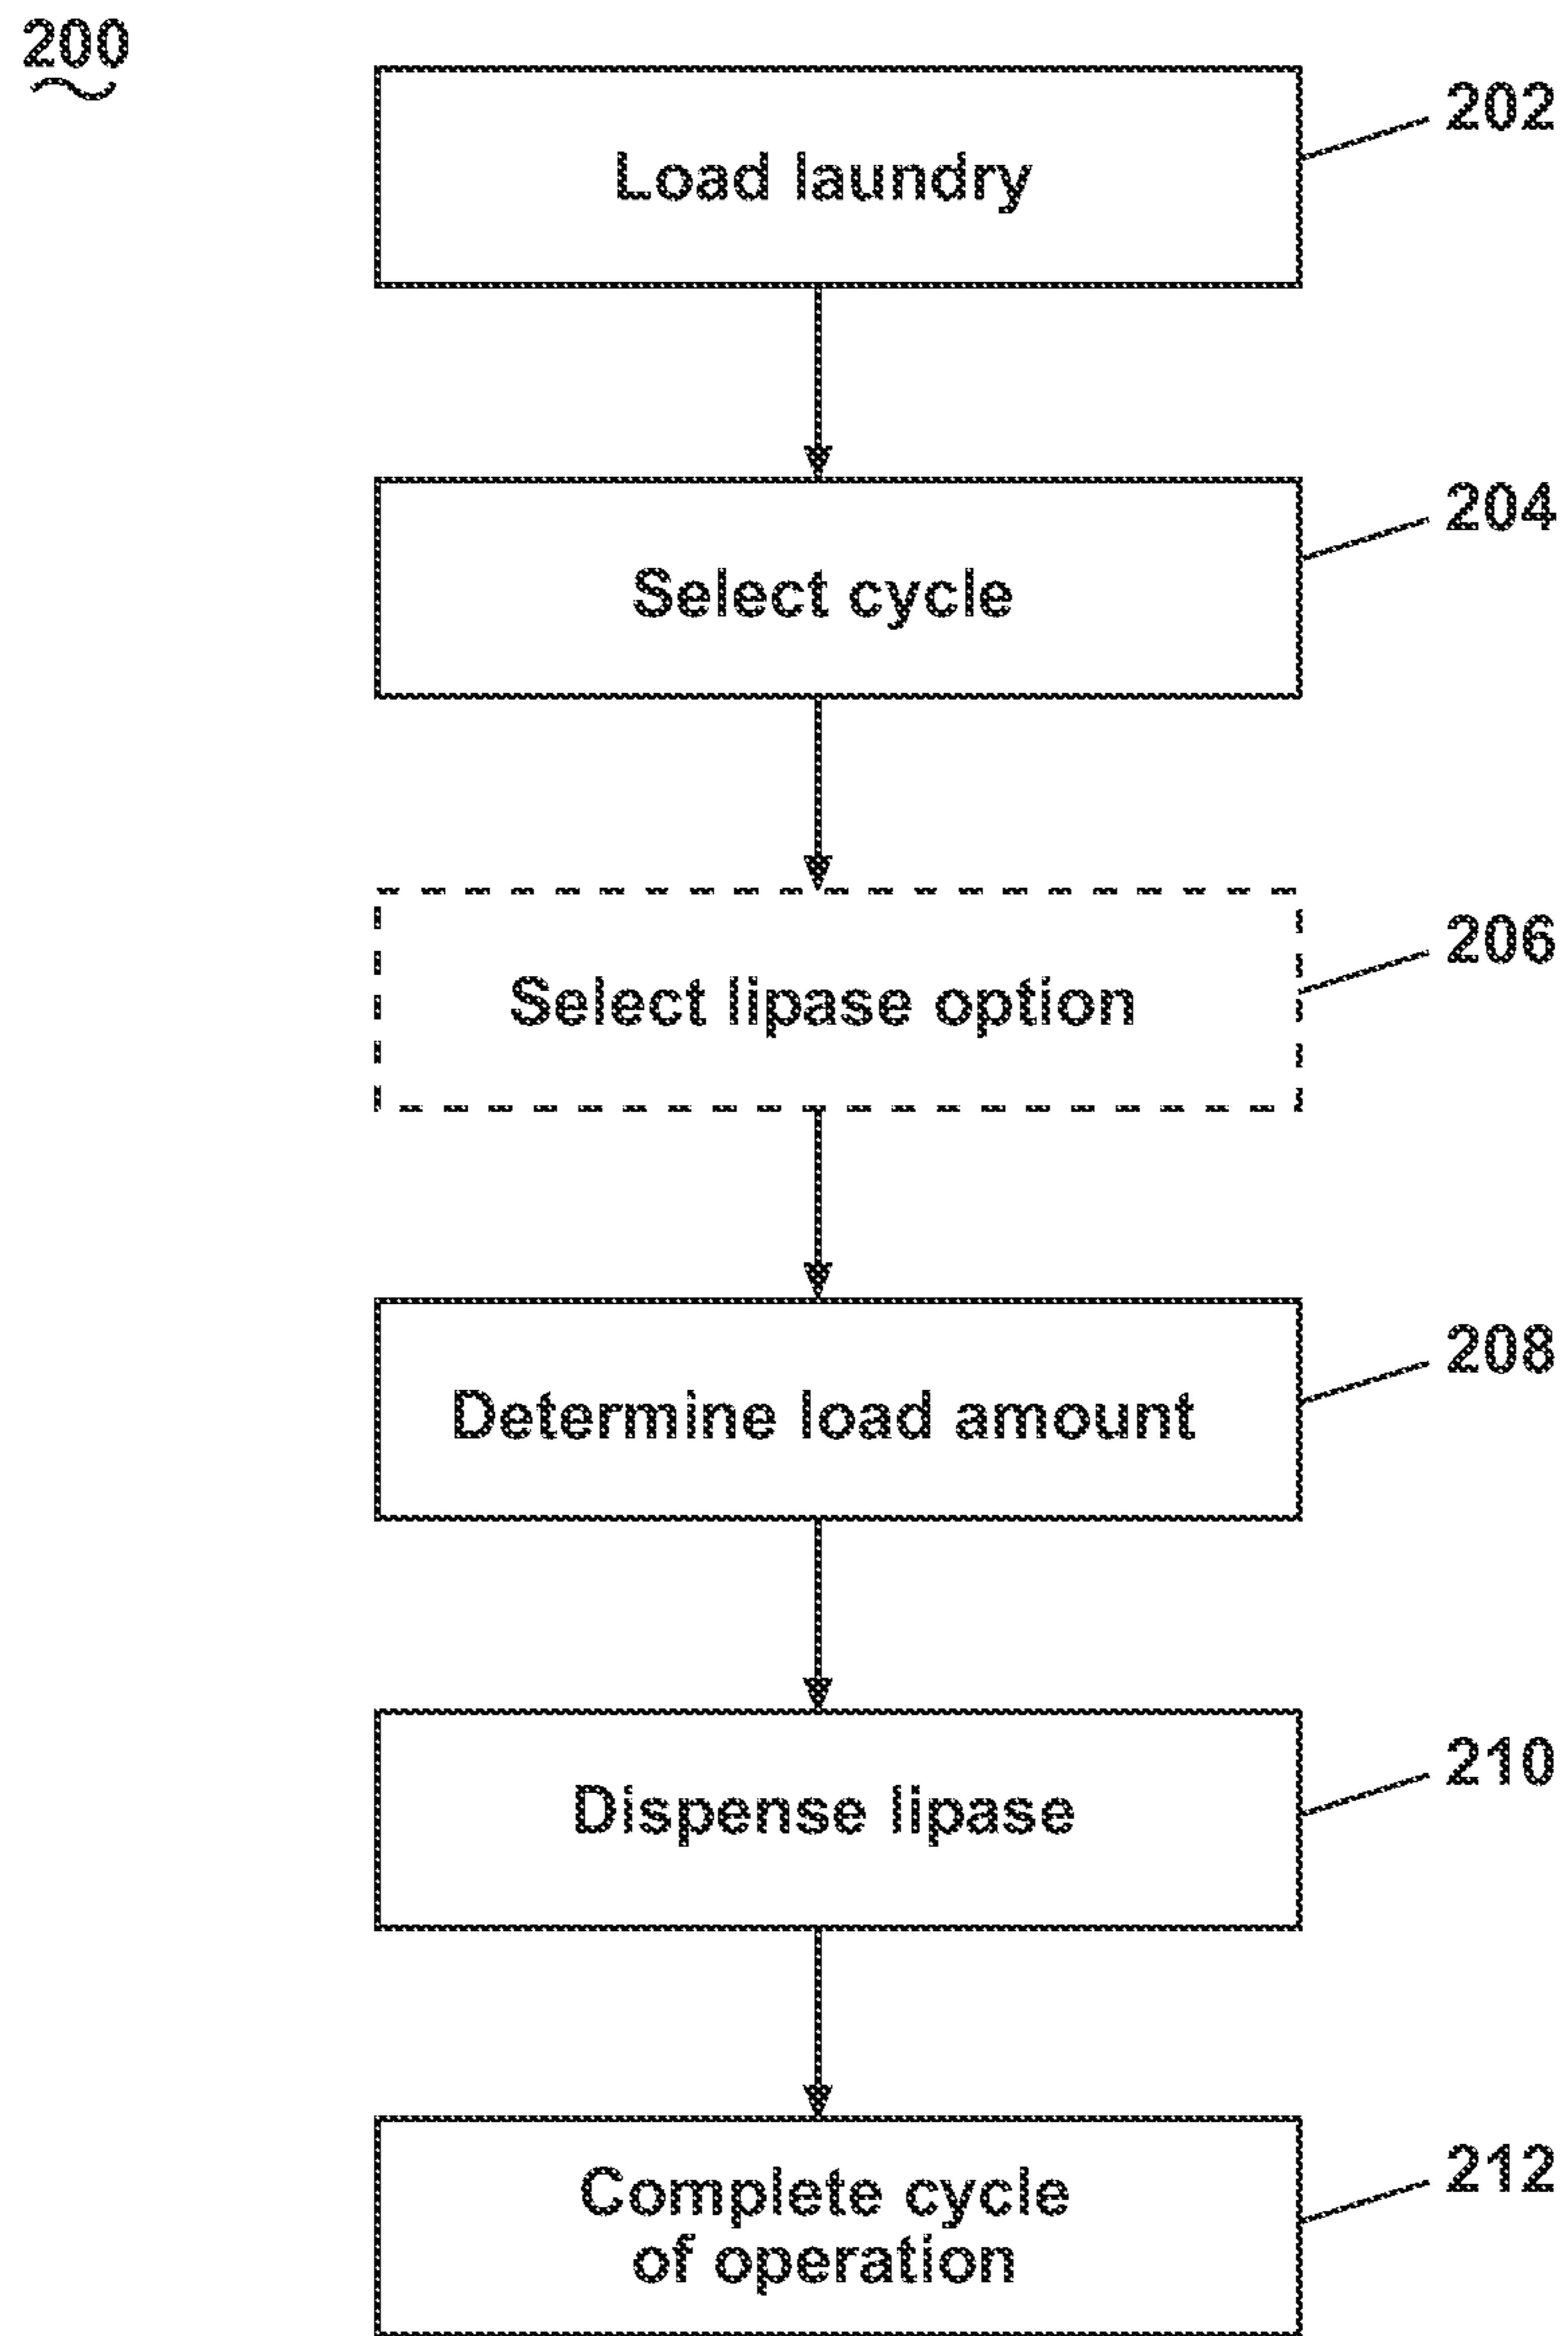 200
Load laundry
202
Select cycle
204
Select lipase option
206
Determine load amount
208
Dispense lipase
210
Complete cycle
of operation
212